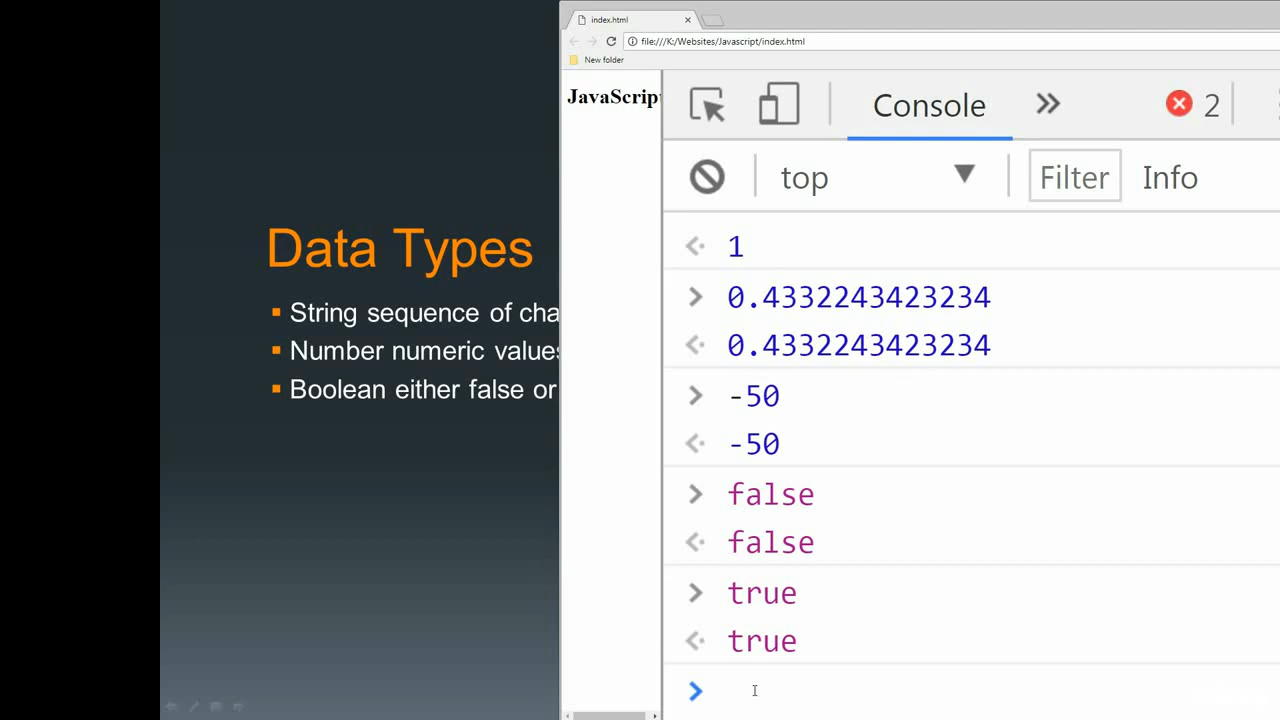 index.html
file:///K:/Websites/Javascript/index.html
New folder
JavaScript
Console
2
top
Filter
Info
1
0.4332243423234
0.4332243423234
-50
-50
false
false
true
true
Data Types
String sequence of cha
Number numeric values
Boolean either false or